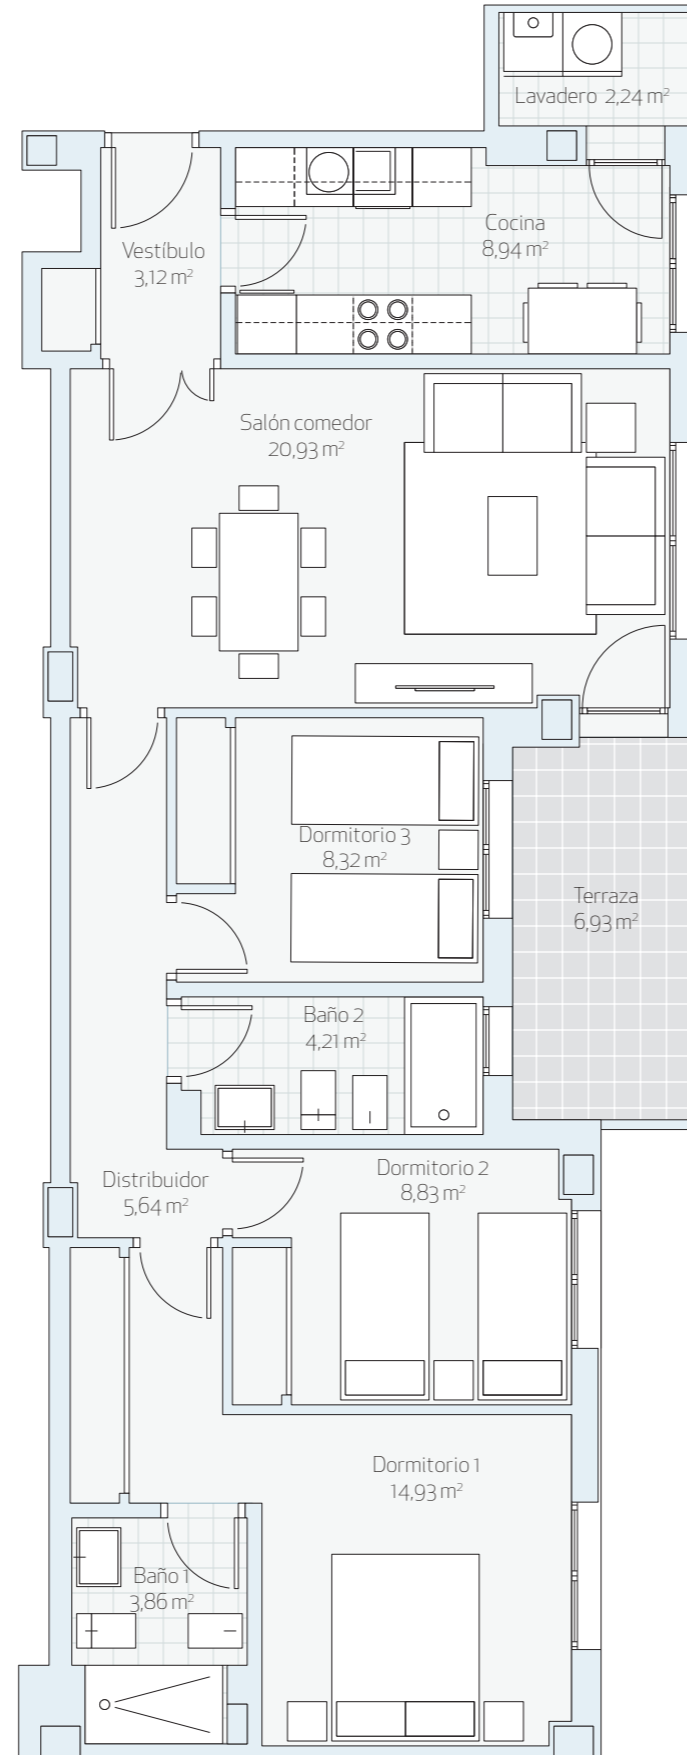 Lavadero 2,24 m²
Cocina
8,94 m²
Vestíbulo
3,12 m²
Salón comedor
20,93 m²
Dormitorio 3
8,32 m²
Terraza
6,93 m²
Baño 2
4,21 m²
Distribuidor
5,64 m²
Dormitorio 2
8,83 m²
Dormitorio 1
14,93 m²
Baño 1
3,86 m²